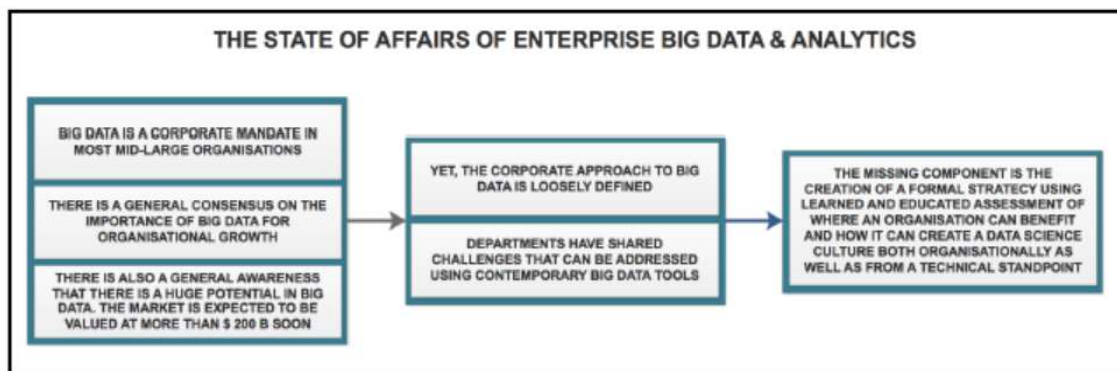 THE STATE OF AFFAIRS OF ENTERPRISE BIG DATA & ANALYTICS
BIG DATA IS A CORPORATE MANDATE IN
MOST MID-LARGE ORGANISATIONS
THERE IS A GENERAL CONSENSUS ON THE
IMPORTANCE OF BIG DATA FOR
ORGANISATIONAL GROWTH
THERE IS ALSO A GENERAL AWARENESS
THAT THERE IS A HUGE POTENTIAL IN BIG
DATA. THE MARKET IS EXPECTED TO BE
VALUED AT MORE THAN $ 200 B SOON
YET, THE CORPORATE APPROACH TO BIG
DATA IS LOOSELY DEFINED
DEPARTMENTS HAVE SHARED
CHALLENGES THAT CAN BE ADDRESSED
USING CONTEMPORARY BIG DATA TOOLS
THE MISSING COMPONENT IS THE
CREATION OF A FORMAL STRATECY USING
LEARNED AND EDUCATED ASSESSMENT OF
WHERE AN ORGANISATION CAN BENEFIT
AND HOW IT CAN CREATE A DATA SCIENCE
CULTURE BOTH ORGANISATIONALLY AS
WELL AS FROM A TECHNICAL STANDPOINT